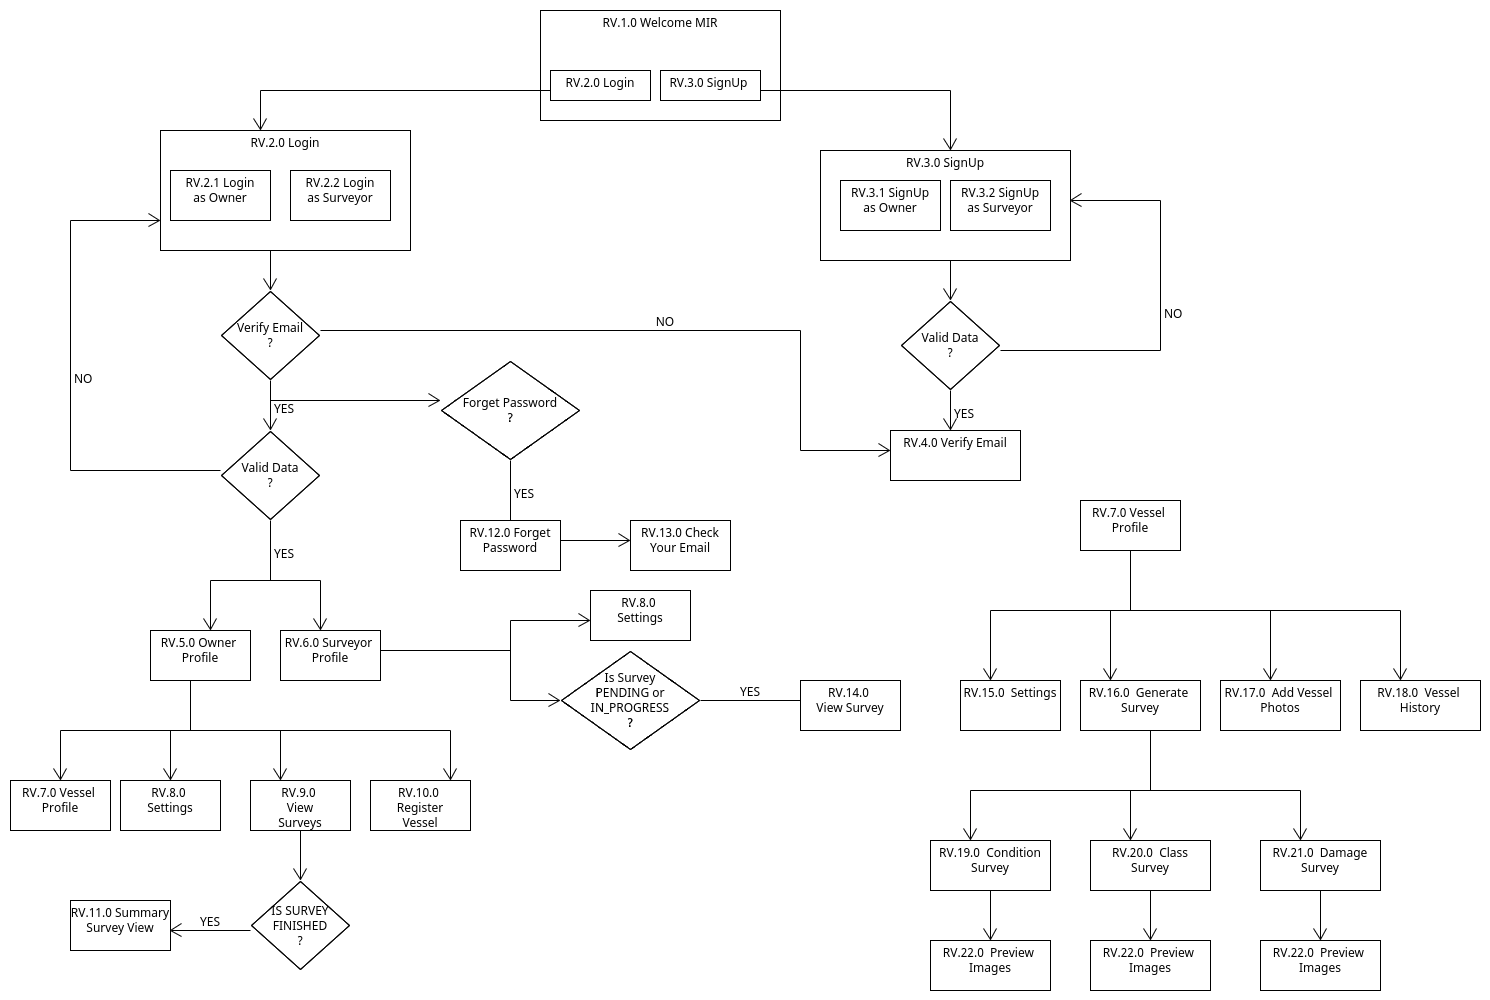 RV.1.0 Welcome MIR
RV.2.0 Login
RV.3.0 SignUp
RV.2.0 Login
RV.2.1 Login
as Owner
RV.2.2 Login
as Surveyor
RV.3.0 SignUp
RV.3.1 SignUp
as Owner
RV.3.2 SignUp
as Surveyor
Verify Email
?
NO
Valid Data
?
NO
NO
YES
Forget Password
?
YES
RV.4.0 Verify Email
Valid Data
?
YES
RV.12.0 Forget
Password
RV.13.0 Check
Your Email
RV.7.0 Vessel
Profile
YES
RV.5.0 Owner
Profile
RV.6.0 Surveyor
Profile
RV.8.0
Settings
Is Survey
PENDING or
IN_PROGRESS
?
YES
RV.14.0
View Survey
RV.15.0  Settings
RV.16.0  Generate
Survey
RV.17.0  Add Vessel
Photos
RV.18.0  Vessel
History
RV.7.0 Vessel
Profile
RV.8.0
Settings
RV.9.0
View
Surveys
RV.10.0
Register
Vessel
RV.19.0  Condition
Survey
RV.20.0  Class
Survey
RV.21.0  Damage
Survey
RV.11.0 Summary
Survey View
YES
IS SURVEY
FINISHED
?
RV.22.0  Preview
Images
RV.22.0  Preview
Images
RV.22.0  Preview
Images